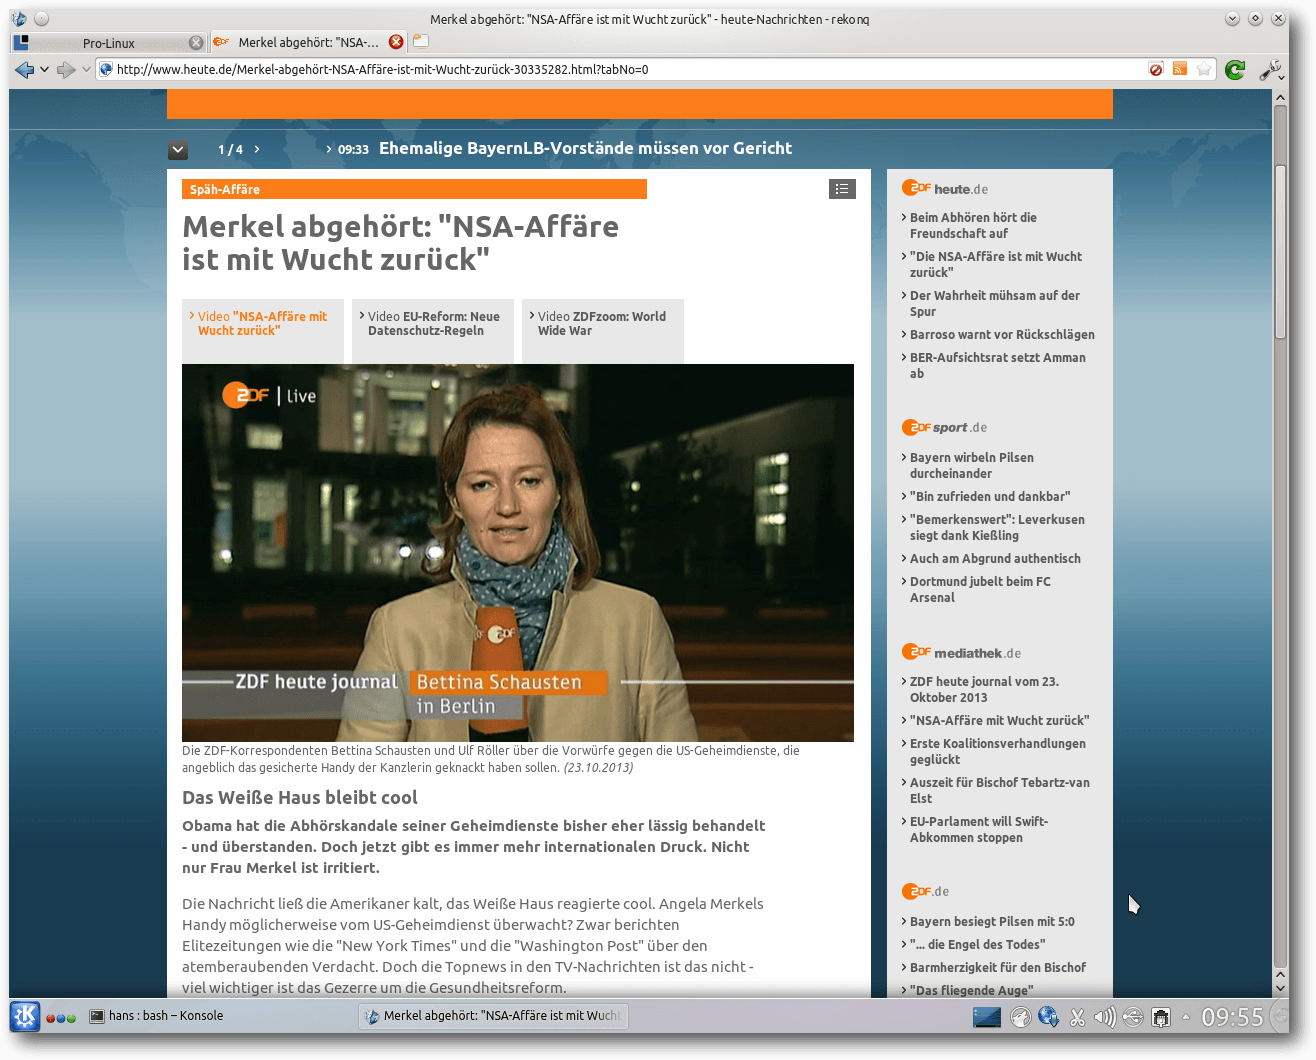 Merkel abgehört: "NSA-Affäre ist mit Wucht zurück" - heute-Nachrichten - rekonq
Pro-Linux
Merkel abgehört: "NSA-...
http://www.heute.de/Merkel-abgehört-NSA-Affäre-ist-mit-Wucht-zurück-30335282.html?tabNo=0
1 / 4
09:33 Ehemalige BayernLB-Vorstände müssen vor Gericht
Späh-Affäre
Merkel abgehört: "NSA-Affäre
ist mit Wucht zurück"
Video "NSA-Affäre mit
Wucht zurück"
Video EU-Reform: Neue
Datenschutz-Regeln
Video ZDFzoom: World
Wide War
ZDF | live
ZDF
ZDF heute journal
Bettina Schausten
in Berlin
Die ZDF-Korrespondenten Bettina Schausten und Ulf Röller über die Vorwürfe gegen die US-Geheimdienste, die
angeblich das gesicherte Handy der Kanzlerin geknackt haben sollen. (23.10.2013)
Das Weiße Haus bleibt cool
Obama hat die Abhörskandale seiner Geheimdienste bisher eher lässig behandelt
- und überstanden. Doch jetzt gibt es immer mehr internationalen Druck. Nicht
nur Frau Merkel ist irritiert.
Die Nachricht ließ die Amerikaner kalt, das Weiße Haus reagierte cool. Angela Merkels
Handy möglicherweise vom US-Geheimdienst überwacht? Zwar berichten
Elitezeitungen wie die "New York Times" und die "Washington Post" über den
atemberaubenden Verdacht. Doch die Topnews in den TV-Nachrichten ist das nicht -
viel wichtiger ist das Gezerre um die Gesundheitsreform.
ZDF heute.de
Beim Abhören hört die
Freundschaft auf
"Die NSA-Affäre ist mit Wucht
zurück"
Der Wahrheit mühsam auf der
Spur
Barroso warnt vor Rückschlägen
BER-Aufsichtsrat setzt Amman
ab
ZDF sport.de
Bayern wirbeln Pilsen
durcheinander
"Bin zufrieden und dankbar"
"Bemerkenswert": Leverkusen
siegt dank Kießling
Auch am Abgrund authentisch
Dortmund jubelt beim FC
Arsenal
ZDF mediathek.de
ZDF heute journal vom 23.
Oktober 2013
"NSA-Affäre mit Wucht zurück"
Erste Koalitionsverhandlungen
geglückt
Auszeit für Bischof Tebartz-van
Elst
EU-Parlament will Swift-
Abkommen stoppen
ZDF.de
Bayern besiegt Pilsen mit 5:0
"... die Engel des Todes"
Barmherzigkeit für den Bischof
"Das fliegende Auge"
hans : bash – Konsole
Merkel abgehört: "NSA-Affäre ist mit Wucht
09:55